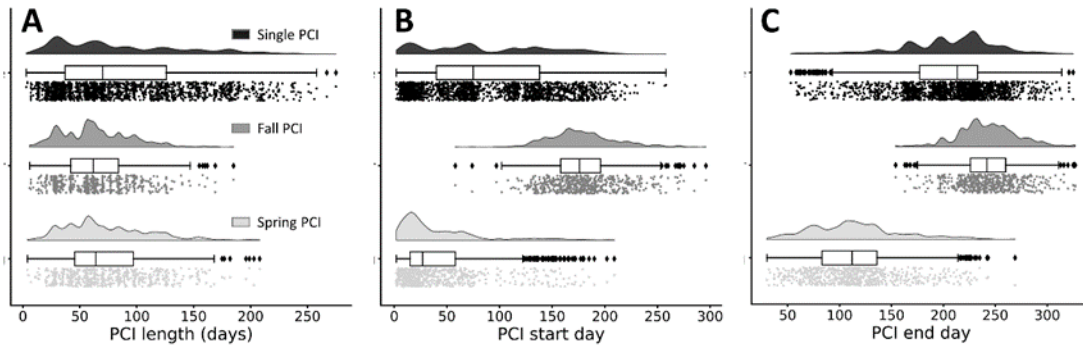 A
B
C
Single PCI
Fall PCI
Spring PCI
0 50 100 150 200 250
0 50 100 150 200 250 300
50 100 150 200 250 300
PCI length (days)
PCI start day
PCI end day